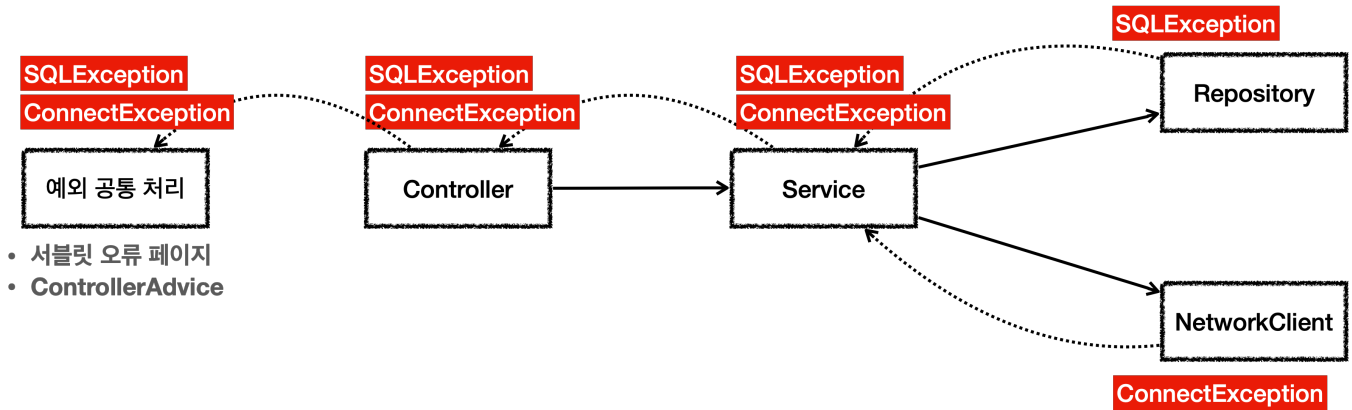 SQLException
SQLException
ConnectException
예외 공통 처리
• 서블릿 오류 페이지
• ControllerAdvice
SQLException
ConnectException
Controller
SQLException
ConnectException
Service
Repository
NetworkClient
ConnectException